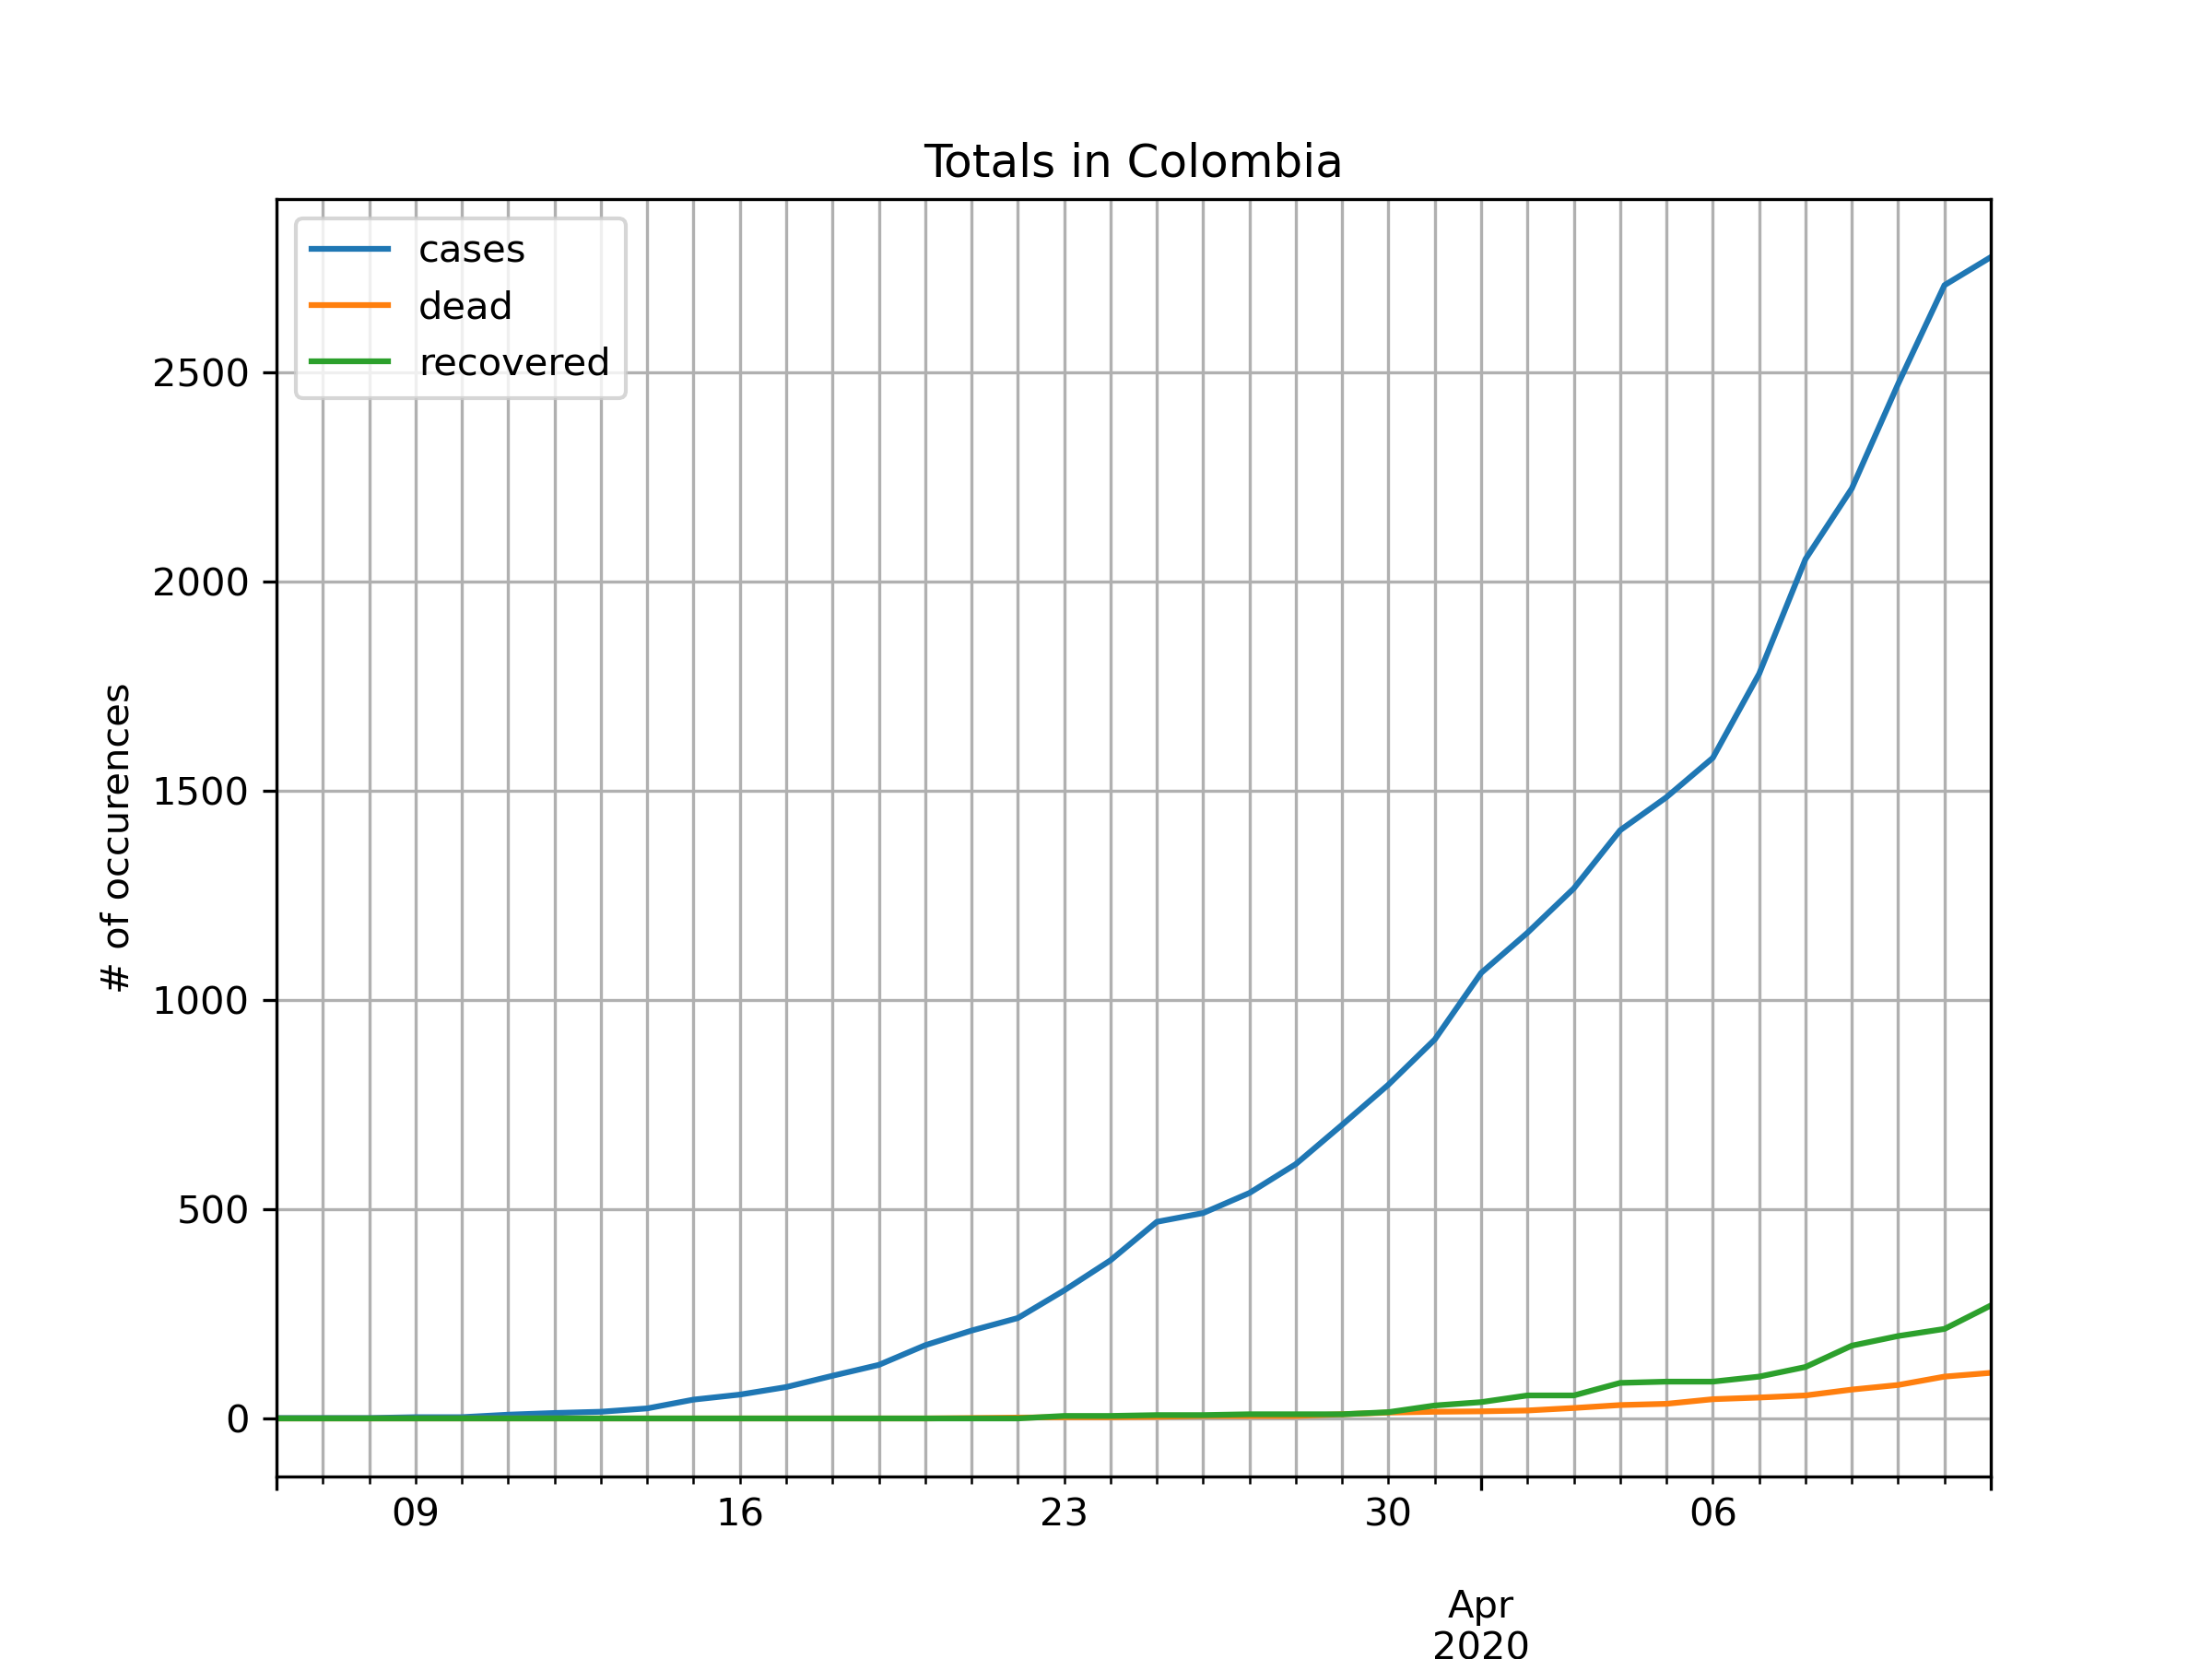 Totals in Colombia
cases
dead
recovered
2500
2000
1500
1000
500
0
# of occurences
09 16 23 30 06
Apr
2020